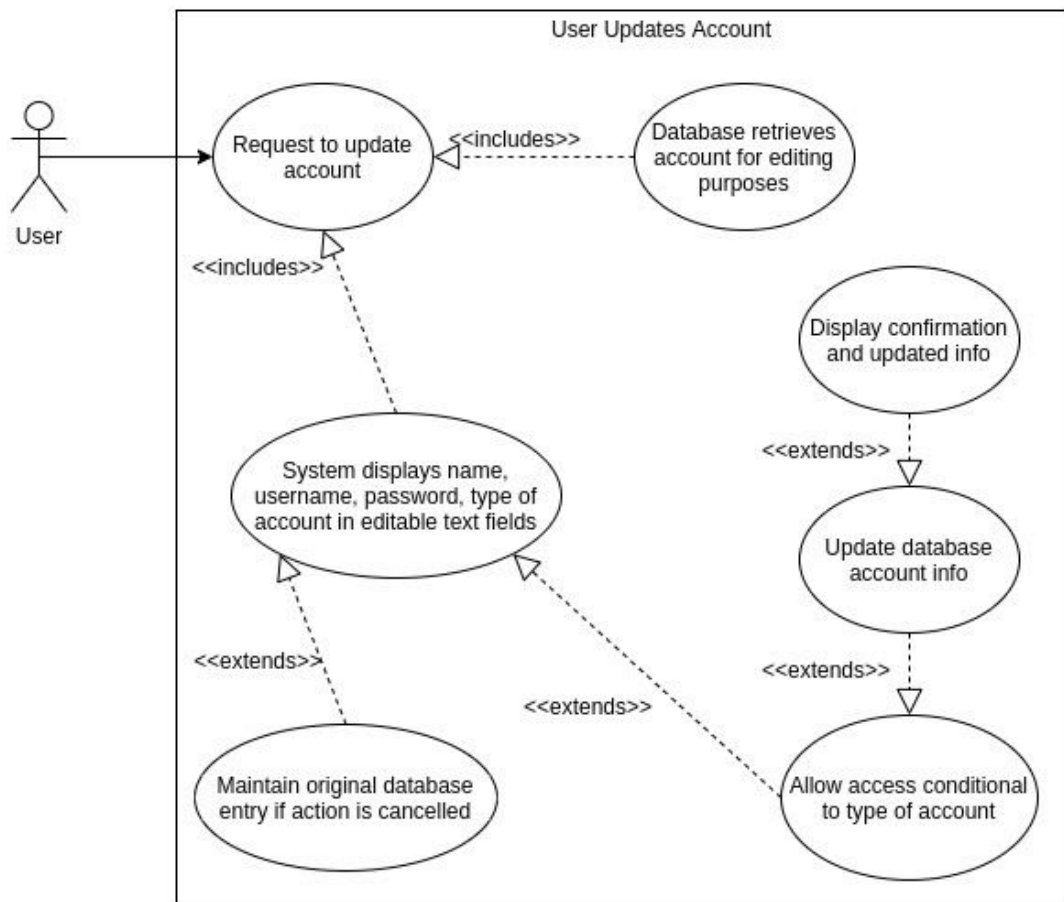 User Updates Account
Request to update
account
<<includes>>
Database retrieves
account for editing
purposes
User
<<includes>>
Display confirmation
and updated info
<<extends>>
System displays name,
username, password, type of
account in editable text fields
Update database
account info
<<extends>>
<<extends>>
<<extends>>
Maintain original database
entry if action is cancelled
Allow access conditional
to type of account